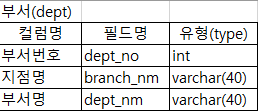 부서(dept)
컬럼명 필드명 유형(type)
부서번호 dept_no int
지점명 branch_nm varchar(40)
부서명 dept_nm varchar(40)